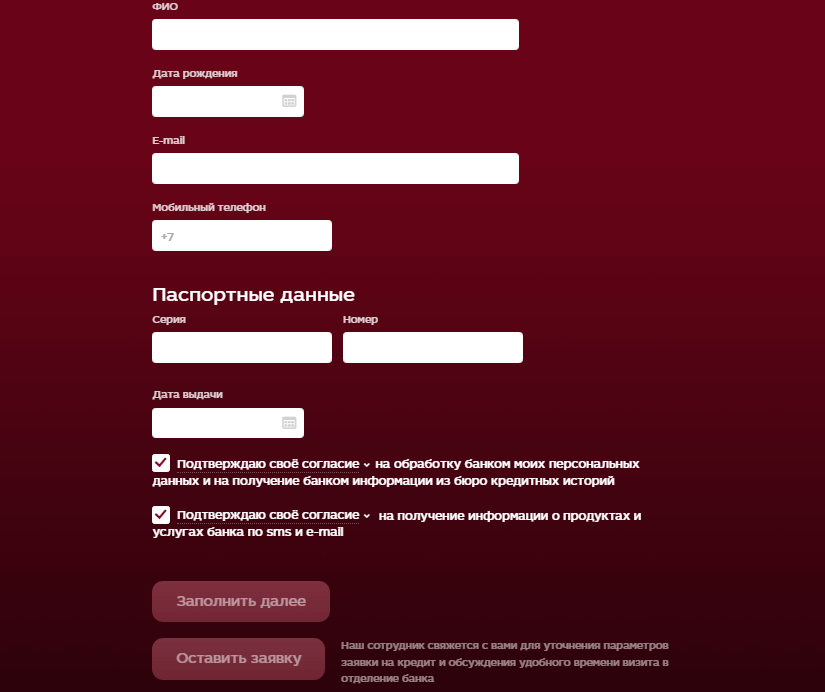 ФИО
Дата рождения
E-mail
Мобильный телефон
+7
Паспортные данные
Серия Номер
Дата выдачи
Подтверждаю своё согласие на обработку банком моих персональных
данных и на получение банком информации из бюро кредитных историй
Подтверждаю своё согласие на получение информации о продуктах и
услугах банка по sms и e-mail
Заполнить далее
Оставить заявку
Наш сотрудник свяжется с вами для уточнения параметров
заявки на кредит и обсуждения удобного времени визита в
отделение банка